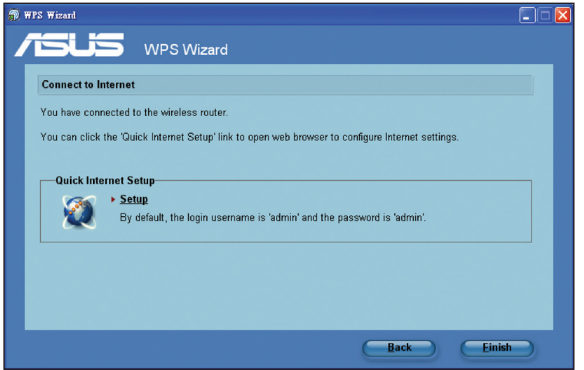 WPS Wizard
ASUS WPS Wizard
Connect to Internet
You have connected to the wireless router.
You can click the 'Quick Internet Setup' link to open web browser to configure Internet settings.
Quick Internet Setup
Setup
By default, the login username is 'admin' and the password is 'admin'.
Back Finish